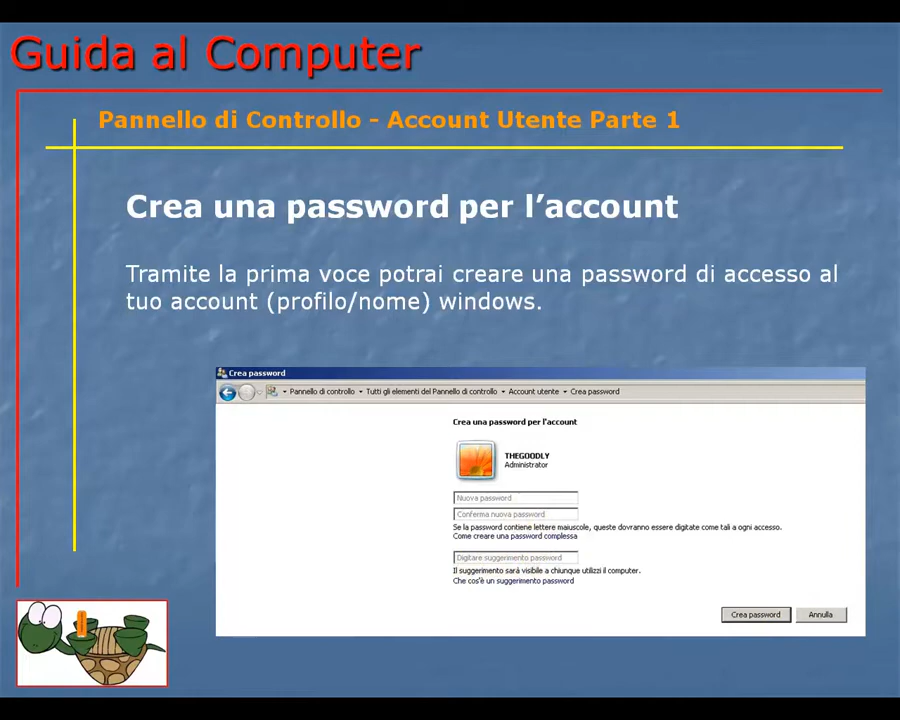 Guida al Computer
Pannello di Controllo - Account Utente Parte 1
Crea una password per l’account
Tramite la prima voce potrai creare una password di accesso al
tuo account (profilo/nome) windows.
Crea password
Pannello di controllo Tutti gli elementi del Pannello di controllo Account utente Crea password
Crea una password per l'account
THEGOODLY
Administrator
Nuova password
Conferma nuova password
Se la password contiene lettere maiuscole, queste dovranno essere digitate come tali a ogni accesso.
Come creare una password complessa
Digitare suggerimento password
Il suggerimento sarà visibile a chiunque utilizzi il computer.
Che cos'è un suggerimento password
Crea password Annulla